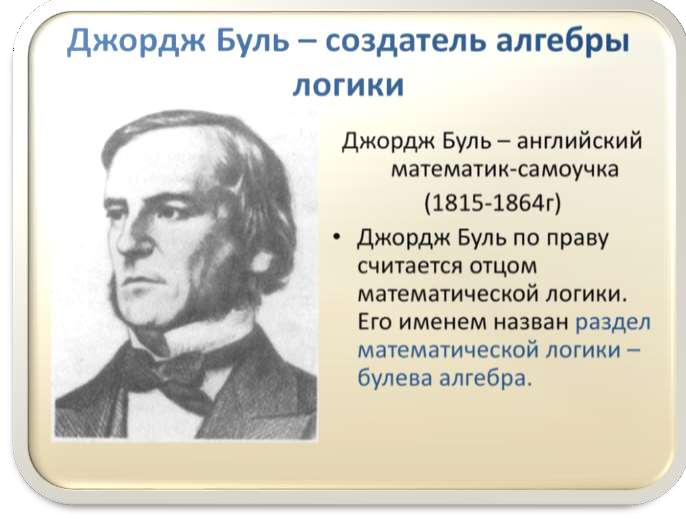 Джордж Буль – создатель алгебры
логики
Джордж Буль – английский
математик-самоучка
(1815-1864г)
• Джордж Буль по праву
считается отцом
математической логики.
Его именем назван раздел
математической логики –
булева алгебра.